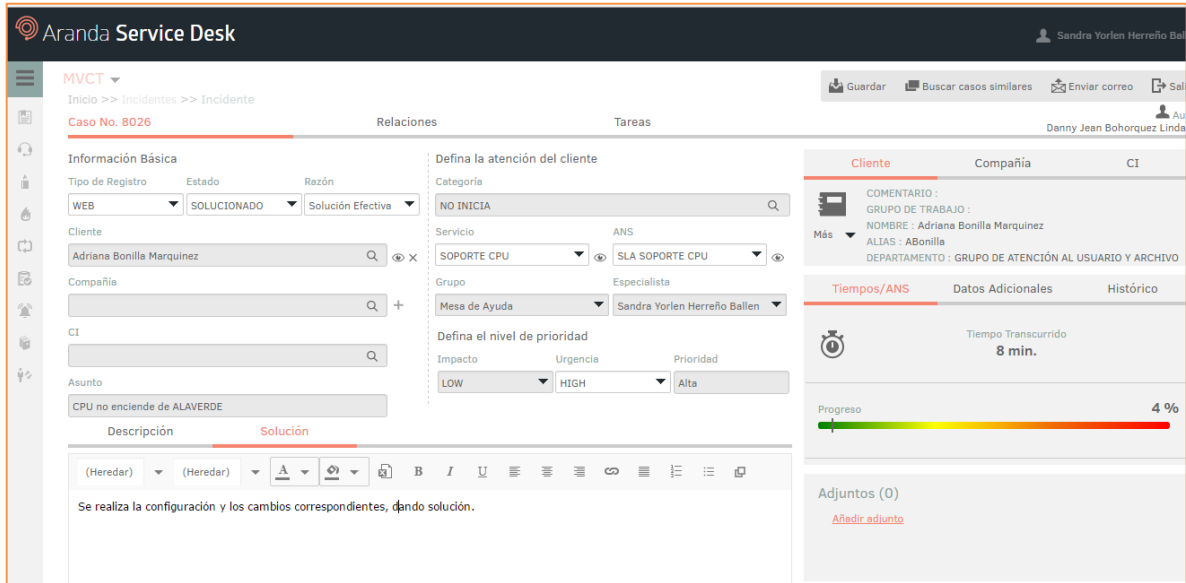 Aranda Service Desk
Sandra Yorlen Herreño Bal
MVCT
Inicio >> Incidentes >> Incidente
Guardar Buscar casos similares Enviar correo Sali
Au
Danny Jean Bohorquez Linda
Caso No. 8026 Relaciones Tareas
Información Básica
Tipo de Registro Estado Razón
WEB SOLUCIONADO Solución Efectiva
Cliente
Adriana Bonilla Marquinez
Compañía
CI
Asunto
CPU no enciende de ALAVERDE
Defina la atención del cliente
Categoría
NO INICIA
Servicio ANS
SOPORTE CPU SLA SOPORTE CPU
Grupo Especialista
Mesa de Ayuda Sandra Yorlen Herreño Ballen
Defina el nivel de prioridad
Impacto Urgencia Prioridad
LOW HIGH Alta
Descripción Solución
(Heredar) (Heredar) A B I U
Se realiza la configuración y los cambios correspondientes, dando solución.
Cliente Compañía CI
Más
COMENTARIO :
GRUPO DE TRABAJO :
NOMBRE : Adriana Bonilla Marquinez
ALIAS : ABonilla
DEPARTAMENTO : GRUPO DE ATENCIÓN AL USUARIO Y ARCHIVO
Tiempos/ANS Datos Adicionales Histórico
Tiempo Transcurrido
8 min.
Progreso 4 %
Adjuntos (0)
Añadir adjunto